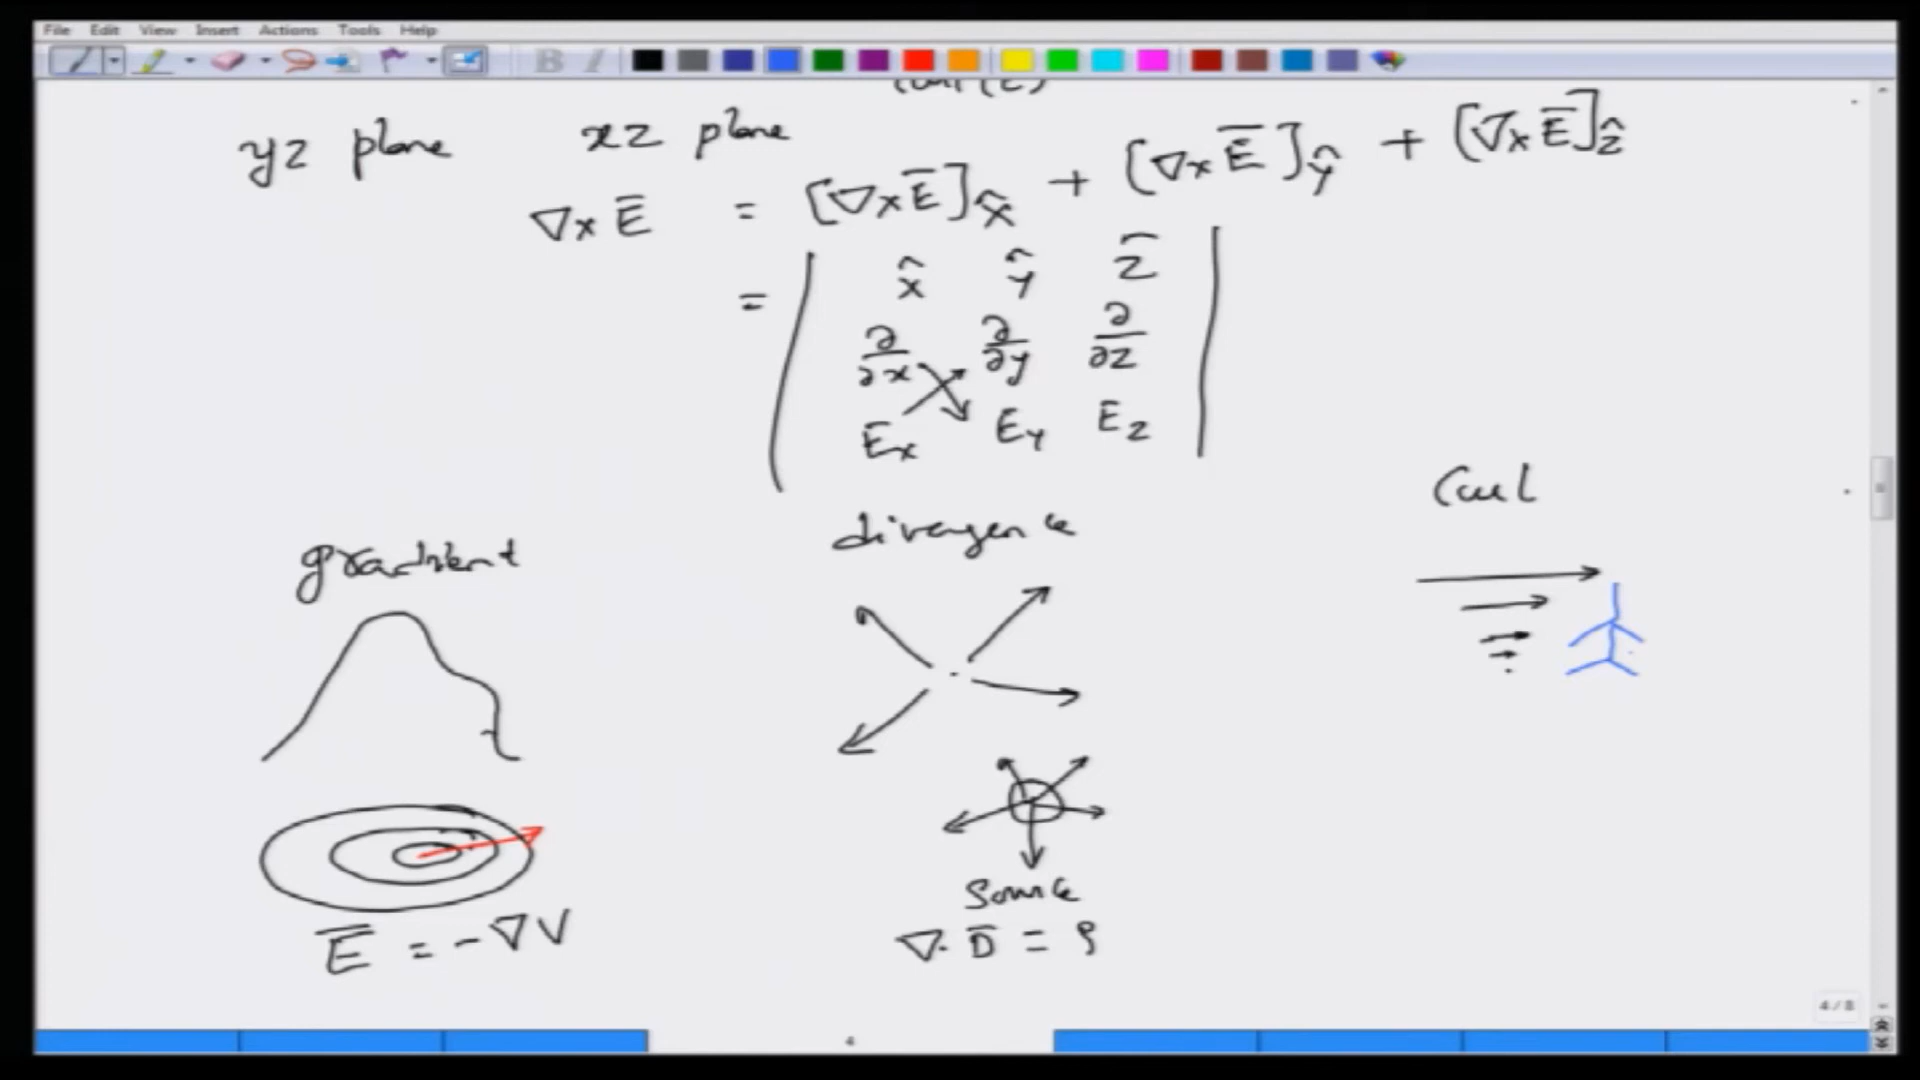 File Edit View Insert Actions Tools Help
B I
yz plane xz plane
∇x E̅ = [∇x E̅]x̂ + [∇x E̅]ŷ + [∇x E̅]ẑ
= | x̂ ŷ ẑ |
∂/∂x ∂/∂y ∂/∂z
Ex Ey Ez
gradient divergence Curl
Source
E̅ = -∇V ∇. D̅ = ρ
4 / 8
4